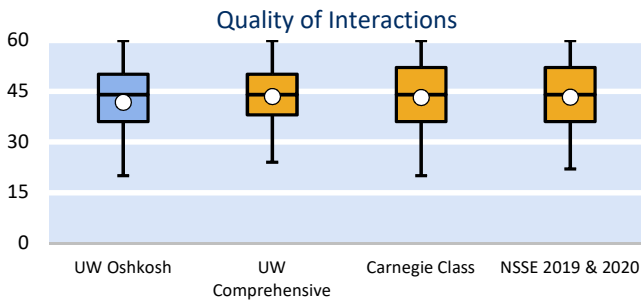 Quality of Interactions
60
45
30
15
0
UW Oshkosh
UW
Comprehensive
Carnegie Class
NSSE 2019 & 2020